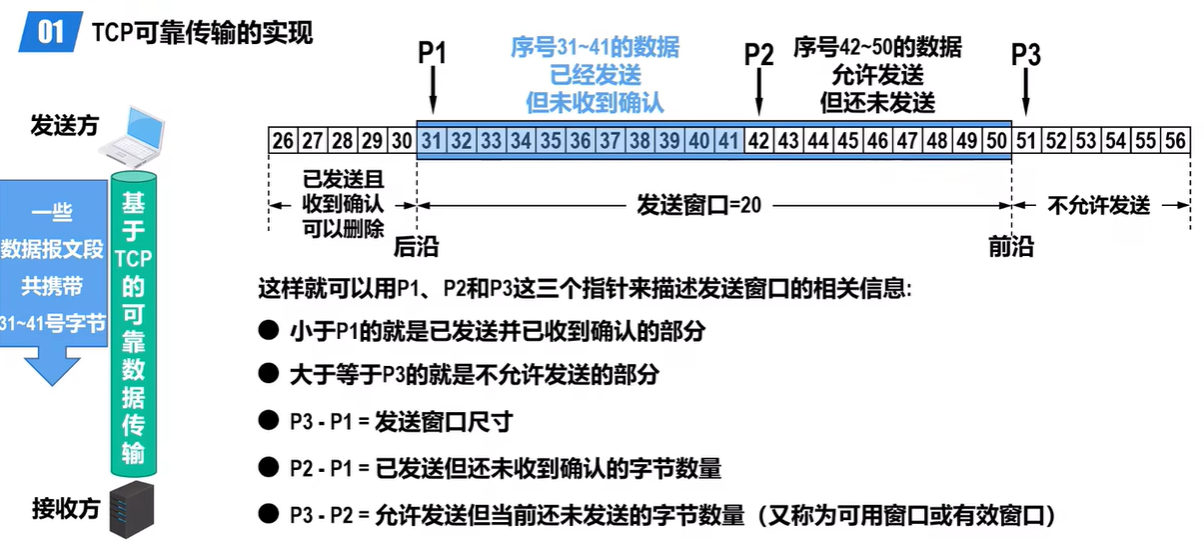 01 TCP可靠传输的实现
P1
序号31~41的数据
已经发送
但未收到确认
P2
序号42~50的数据
允许发送
但还未发送
P3
发送方
26 27 28 29 30 31 32 33 34 35 36 37 38 39 40 41 42 43 44 45 46 47 48 49 50 51 52 53 54 55 56
已发送且
收到确认
可以删除
发送窗口=20
不允许发送
后沿
前沿
一些
数据报文段
共携带
31~41号字节
基于TCP的可靠数据传输
接收方
这样就可以用P1、P2和P3这三个指针来描述发送窗口的相关信息:
● 小于P1的就是已发送并已收到确认的部分
● 大于等于P3的就是不允许发送的部分
● P3 - P1 = 发送窗口尺寸
● P2 - P1 = 已发送但还未收到确认的字节数量
● P3 - P2 = 允许发送但当前还未发送的字节数量（又称为可用窗口或有效窗口）